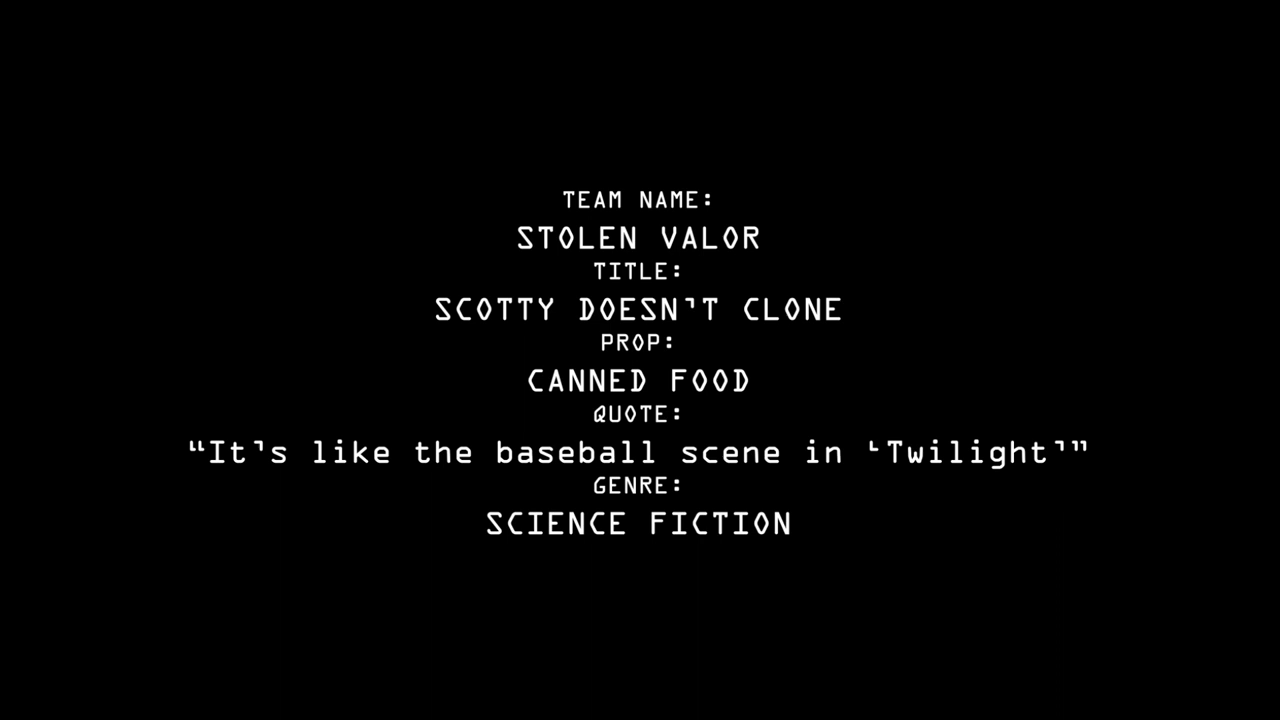 TEAM NAME:
STOLEN VALOR
TITLE:
SCOTTY DOESN'T CLONE
PROP:
CANNED FOOD
QUOTE:
“It's like the baseball scene in ‘Twilight’”
GENRE:
SCIENCE FICTION